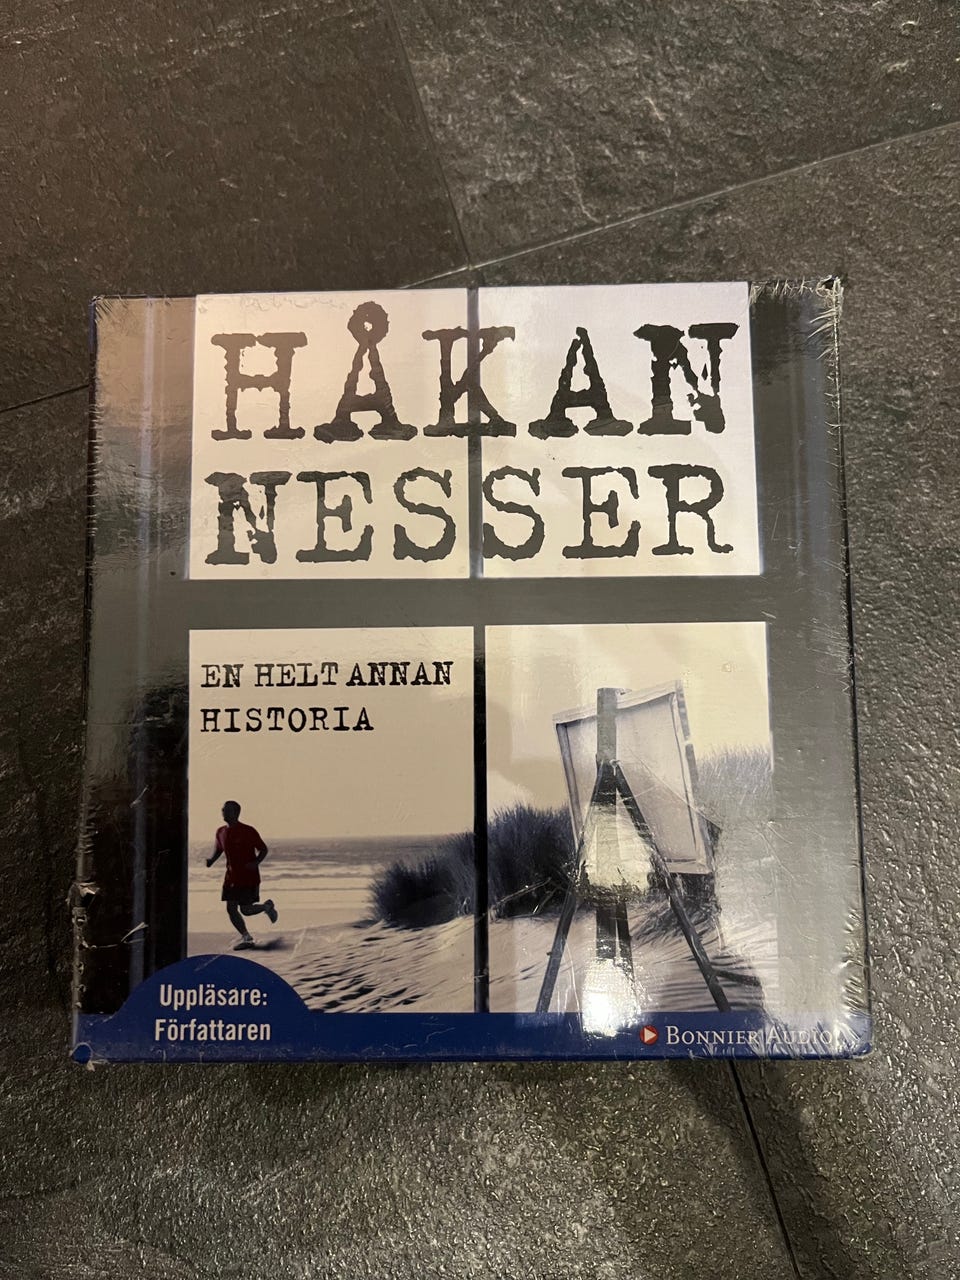 HÅKAN
NESSER
EN HELT ANNAN
HISTORIA
Uppläsare:
Författaren
BONNIER AUDIO